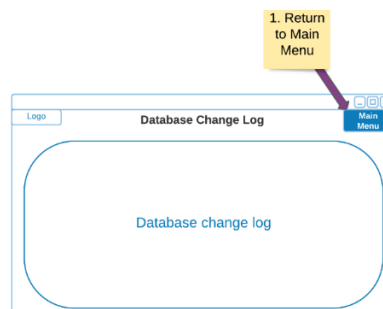 1. Return
to Main
Menu
Logo
Database Change Log
Main
Menu
Database change log